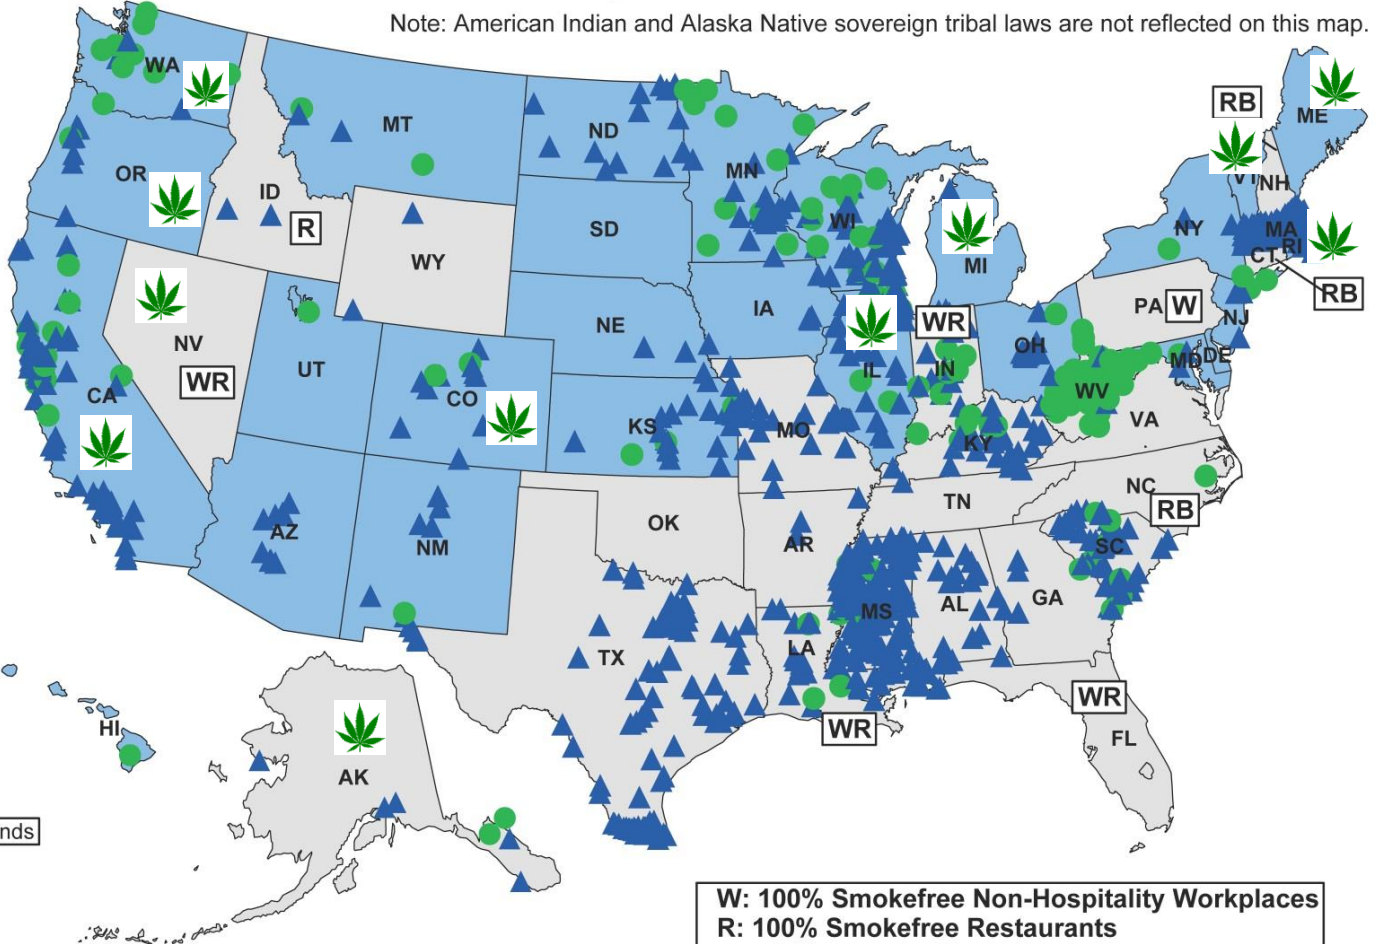 Note: American Indian and Alaska Native sovereign tribal laws are not reflected on this map.
WA
MT
ND
MN
OR
ID
R
SD
WI
WY
MI
NY
VT
NH
ME
RB
MA
CT
RI
RB
NV
WR
UT
NE
IA
IL
WR
IN
OH
PA
W
NJ
MD
DE
CA
CO
KS
MO
KY
WV
VA
AZ
NM
OK
AR
TN
NC
RB
SC
TX
LA
WR
MS
AL
GA
WR
FL
HI
AK
nds
W: 100% Smokefree Non-Hospitality Workplaces
R: 100% Smokefree Restaurants